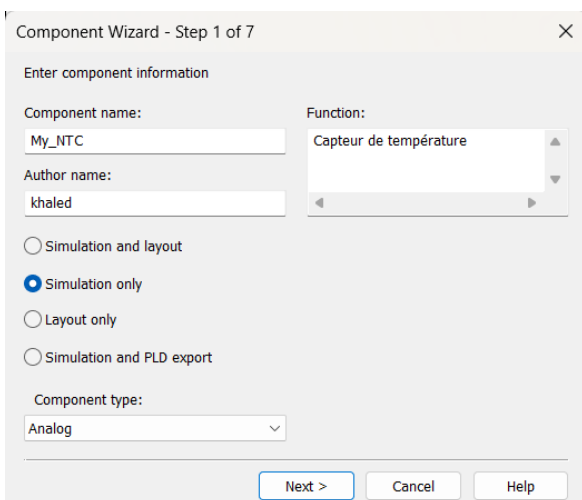 Component Wizard - Step 1 of 7
Enter component information
Component name:
My_NTC
Author name:
khaled
Function:
Capteur de température
Simulation and layout
Simulation only
Layout only
Simulation and PLD export
Component type:
Analog
Next >
Cancel
Help